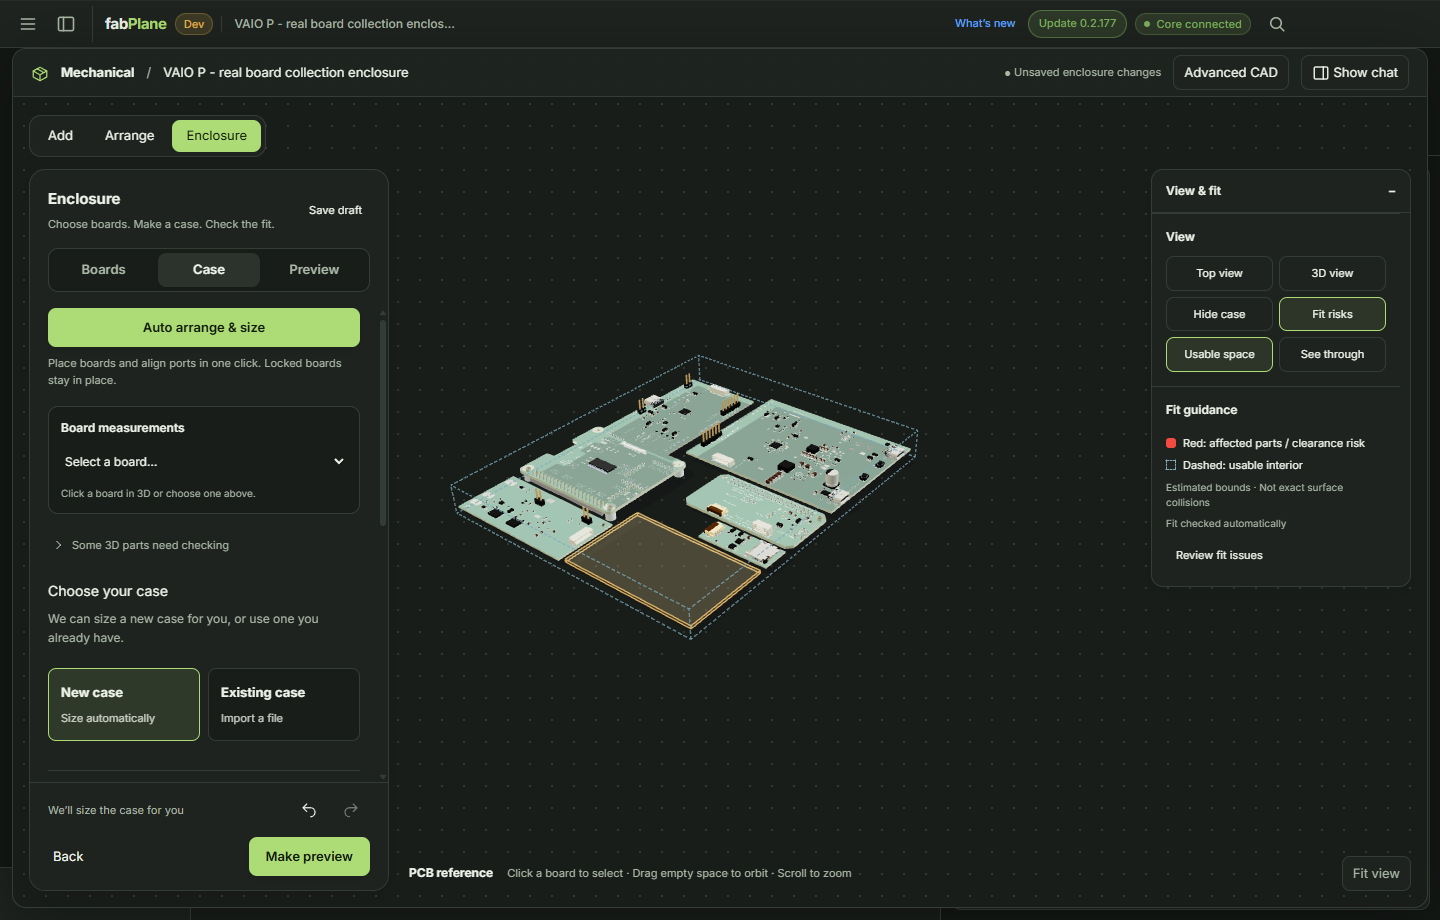 fabPlane Dev VAIO P - real board collection enclos... What's new Update 0.2.177 Core connected
Mechanical / VAIO P - real board collection enclosure Unsaved enclosure changes Advanced CAD Show chat
Add Arrange Enclosure
Enclosure
Choose boards. Make a case. Check the fit.
Save draft
Boards Case Preview
Auto arrange & size
Place boards and align ports in one click. Locked boards
stay in place.
Board measurements
Select a board...
Click a board in 3D or choose one above.
Some 3D parts need checking
Choose your case
We can size a new case for you, or use one you
already have.
New case
Size automatically
Existing case
Import a file
We'll size the case for you
Back Make preview
PCB reference Click a board to select · Drag empty space to orbit · Scroll to zoom
View & fit
View
Top view 3D view
Hide case Fit risks
Usable space See through
Fit guidance
Red: affected parts / clearance risk
Dashed: usable interior
Estimated bounds · Not exact surface
collisions
Fit checked automatically
Review fit issues
Fit view